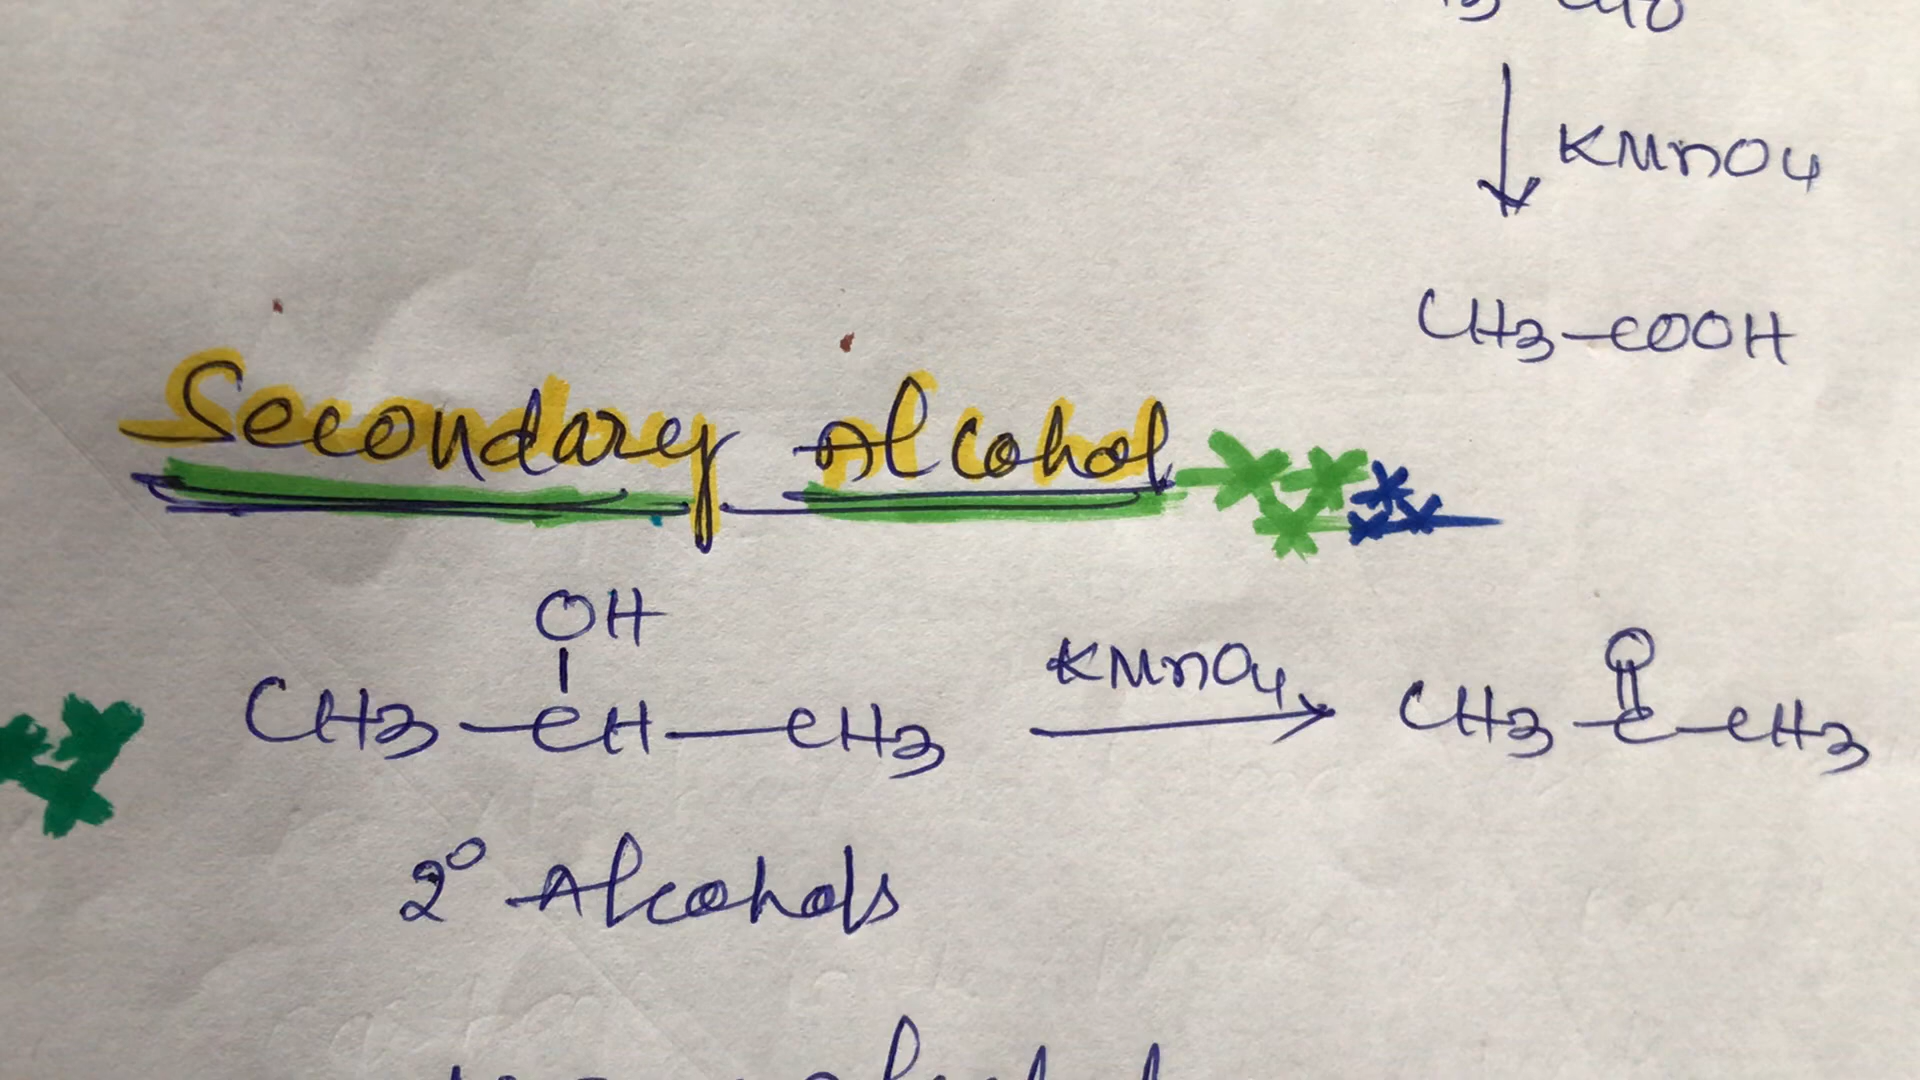 KMnO4
CH3-COOH
Secondary Alcohol
OH
CH3-CH-CH3 KMnO4 CH3-C-CH3
O
2° Alcohols